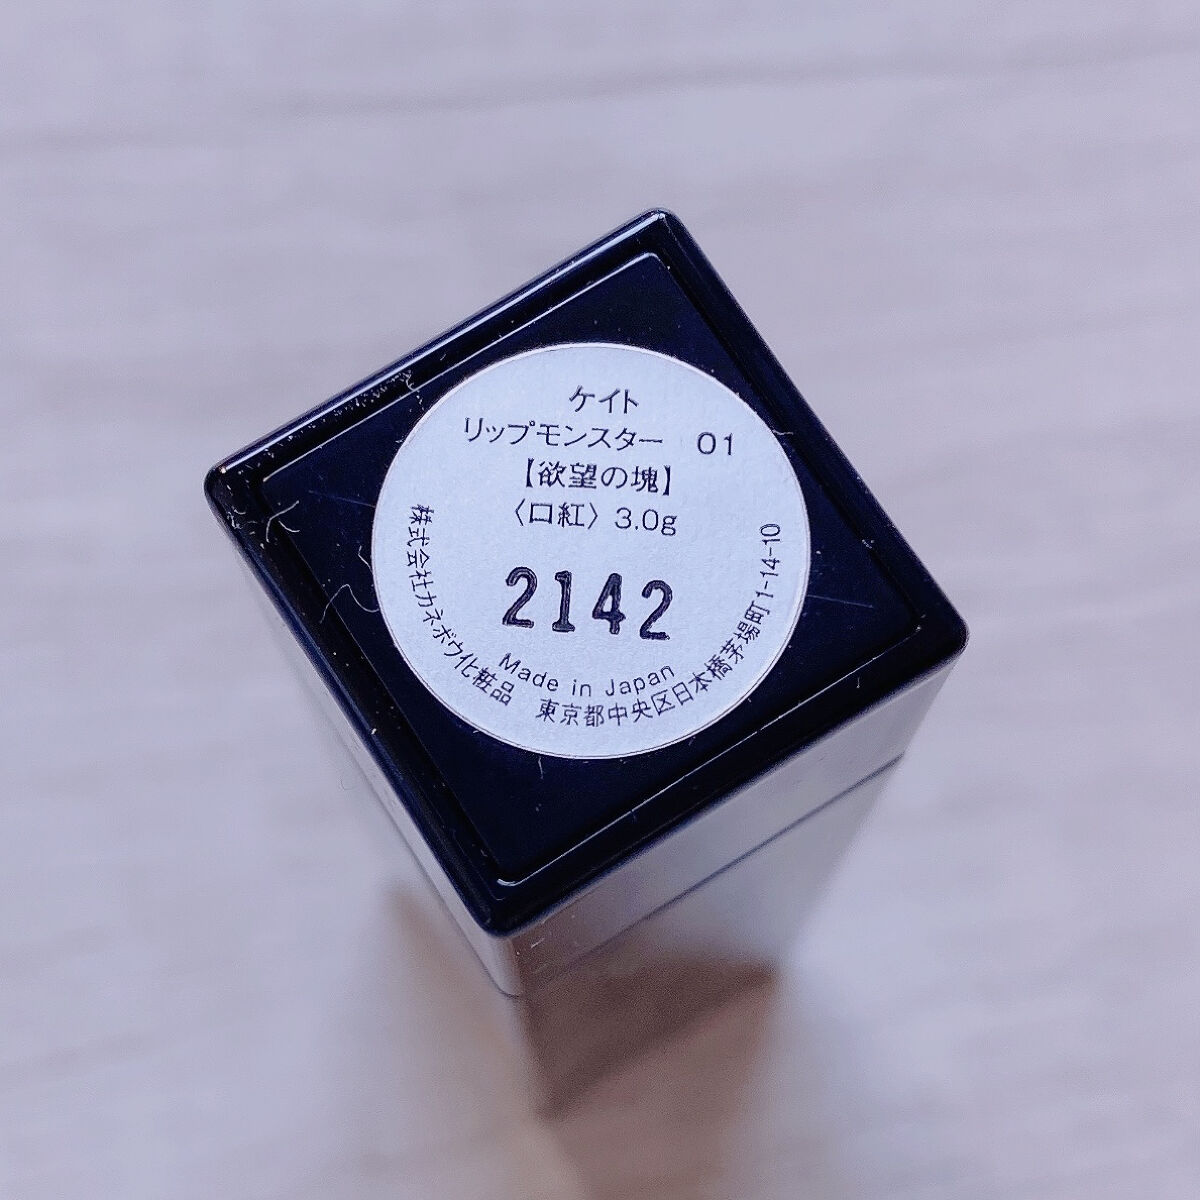 ケイト
リップモンスター　01
【欲望の塊】
〈口紅〉3.0g
2142
Made in Japan
株式会社カネボウ化粧品　東京都中央区日本橋茅場町1-14-10